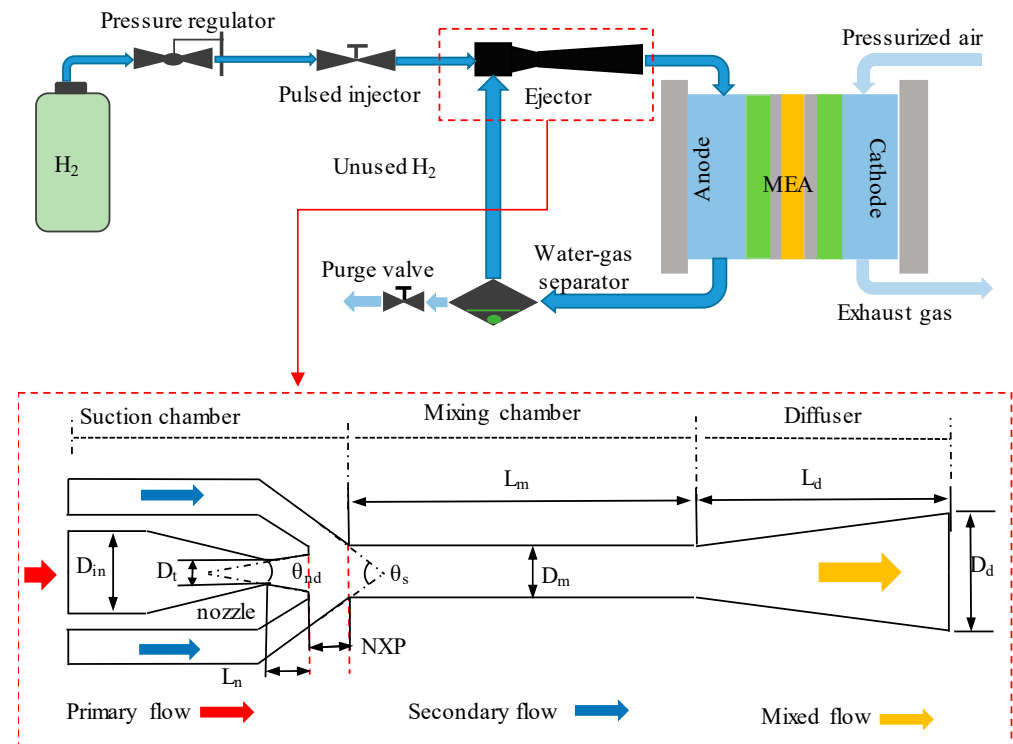 Pressure regulator
Pressurized air
Pulsed injector
Ejector
H2
Unused H2
Anode
MEA
Cathode
Water-gas
separator
Purge valve
Exhaust gas
Suction chamber
Mixing chamber
Diffuser
Lm
Ld
Din
Dt
θnd
θs
Dm
Dd
nozzle
NXP
Ln
Primary flow
Secondary flow
Mixed flow